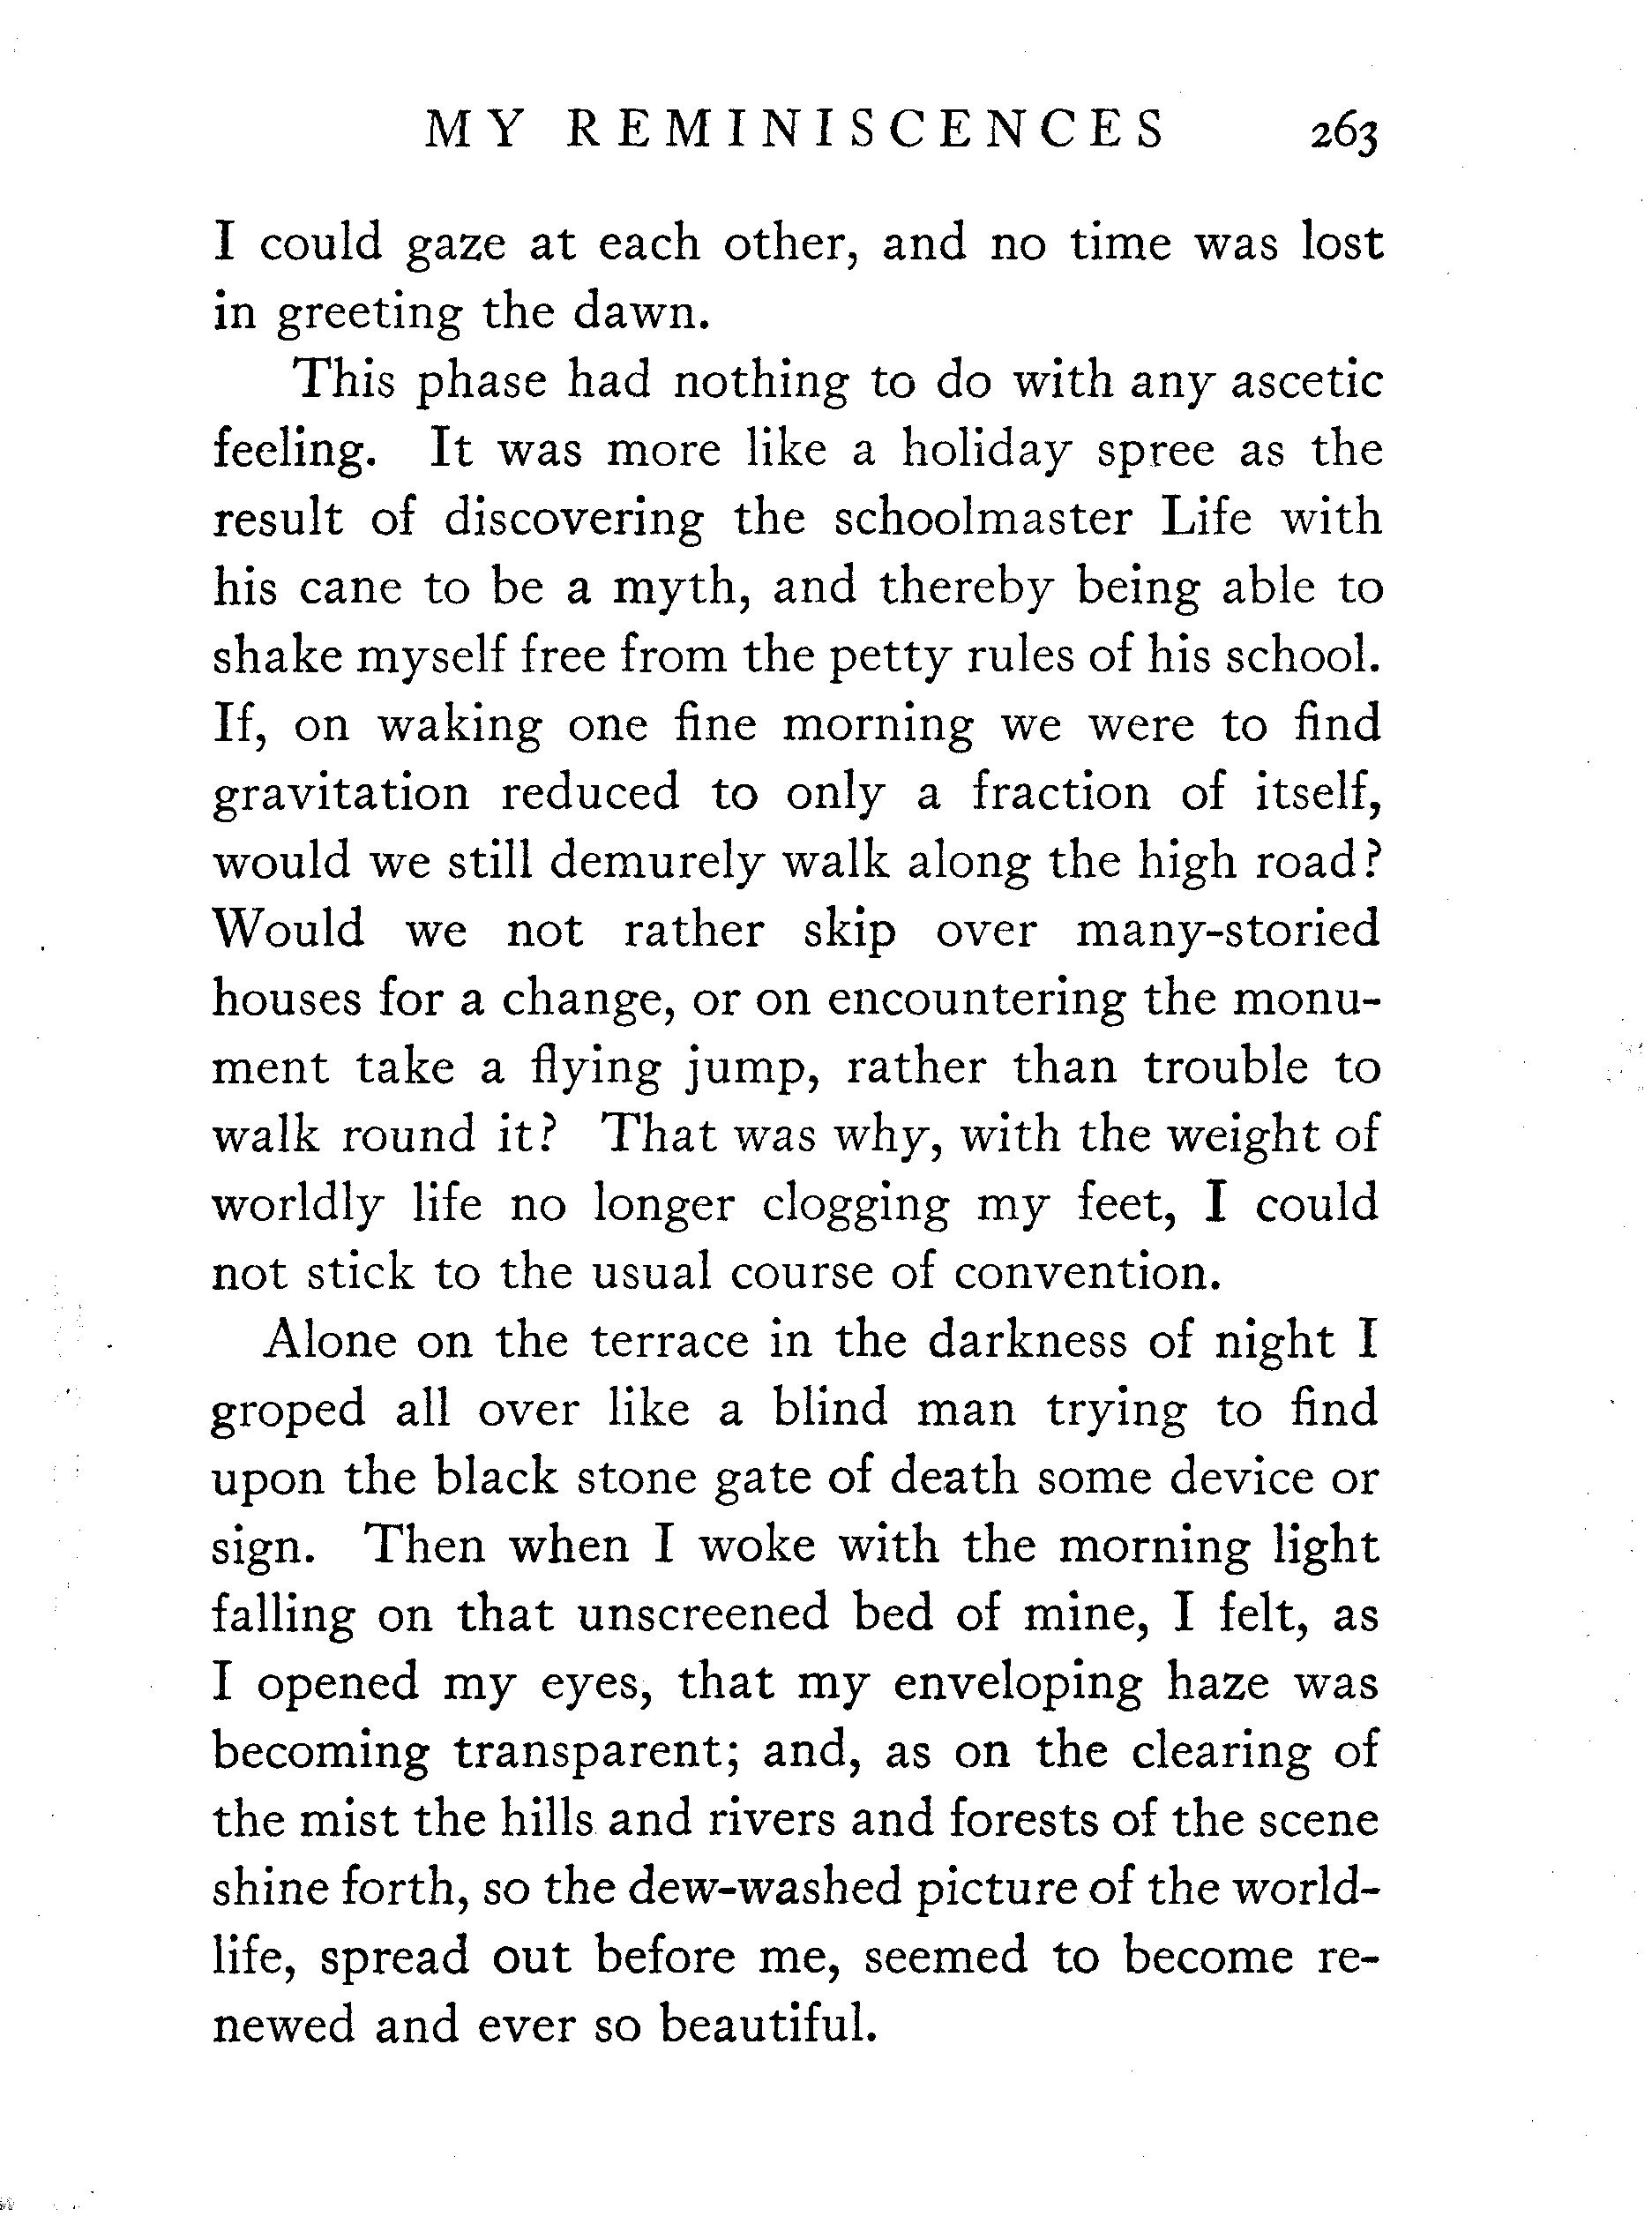 MY REMINISCENCES 263
I could gaze at each other, and no time was lost
in greeting the dawn.
This phase had nothing to do with any ascetic
feeling. It was more like a holiday spree as the
result of discovering the schoolmaster Life with
his cane to be a myth, and thereby being able to
shake myself free from the petty rules of his school.
If, on waking one fine morning we were to find
gravitation reduced to only a fraction of itself,
would we still demurely walk along the high road?
Would we not rather skip over many-storied
houses for a change, or on encountering the monu-
ment take a flying jump, rather than trouble to
walk round it? That was why, with the weight of
worldly life no longer clogging my feet, I could
not stick to the usual course of convention.
Alone on the terrace in the darkness of night I
groped all over like a blind man trying to find
upon the black stone gate of death some device or
sign. Then when I woke with the morning light
falling on that unscreened bed of mine, I felt, as
I opened my eyes, that my enveloping haze was
becoming transparent; and, as on the clearing of
the mist the hills and rivers and forests of the scene
shine forth, so the dew-washed picture of the world-
life, spread out before me, seemed to become re-
newed and ever so beautiful.